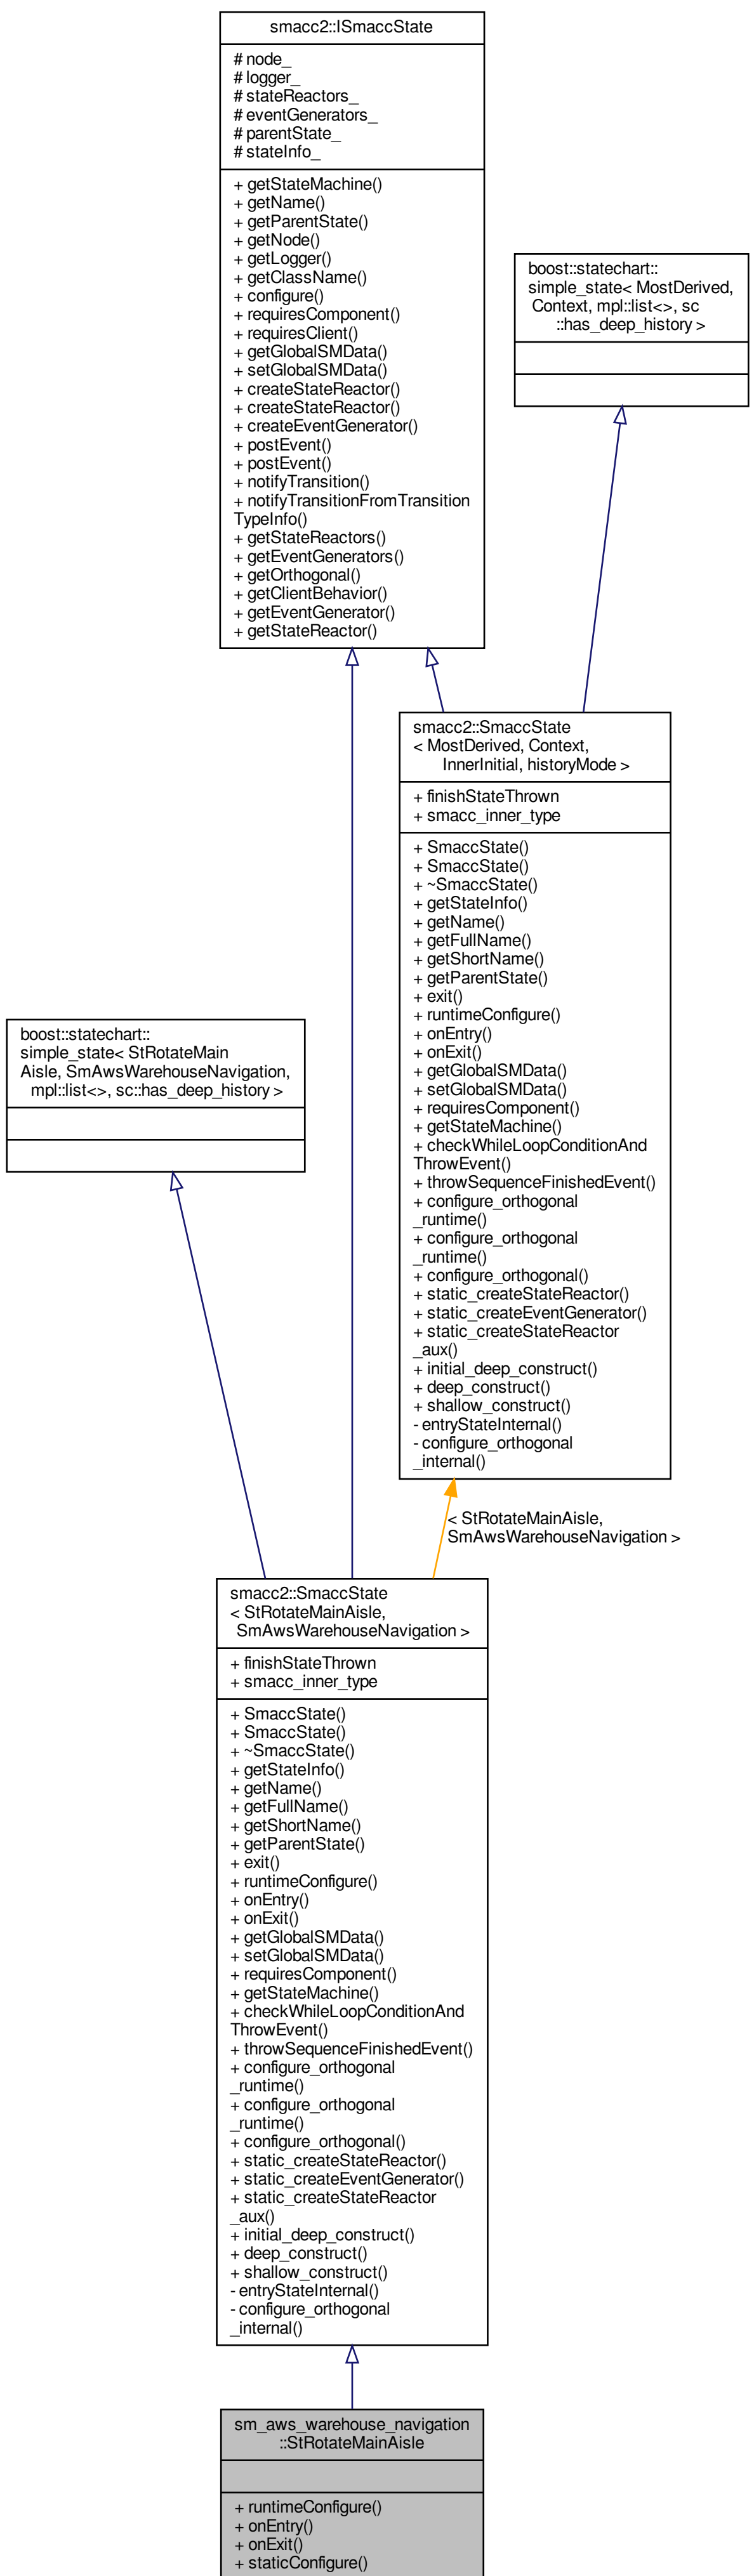 smacc2::ISmaccState
# node_
# logger_
# stateReactors_
# eventGenerators_
# parentState_
# stateInfo_
+ getStateMachine()
+ getName()
+ getParentState()
+ getNode()
+ getLogger()
+ getClassName()
+ configure()
+ requiresComponent()
+ requiresClient()
+ getGlobalSMData()
+ setGlobalSMData()
+ createStateReactor()
+ createStateReactor()
+ createEventGenerator()
+ postEvent()
+ postEvent()
+ notifyTransition()
+ notifyTransitionFromTransition
TypeInfo()
+ getStateReactors()
+ getEventGenerators()
+ getOrthogonal()
+ getClientBehavior()
+ getEventGenerator()
+ getStateReactor()
boost::statechart::
simple_state< MostDerived,
Context, mpl::list<>, sc
::has_deep_history >
smacc2::SmaccState
< MostDerived, Context,
InnerInitial, historyMode >
+ finishStateThrown
+ smacc_inner_type
+ SmaccState()
+ SmaccState()
+ ~SmaccState()
+ getStateInfo()
+ getName()
+ getFullName()
+ getShortName()
+ getParentState()
+ exit()
+ runtimeConfigure()
+ onEntry()
+ onExit()
+ getGlobalSMData()
+ setGlobalSMData()
+ requiresComponent()
+ getStateMachine()
+ checkWhileLoopConditionAnd
ThrowEvent()
+ throwSequenceFinishedEvent()
+ configure_orthogonal
_runtime()
+ configure_orthogonal
_runtime()
+ configure_orthogonal()
+ static_createStateReactor()
+ static_createEventGenerator()
+ static_createStateReactor
_aux()
+ initial_deep_construct()
+ deep_construct()
+ shallow_construct()
- entryStateInternal()
- configure_orthogonal
_internal()
boost::statechart::
simple_state< StRotateMain
Aisle, SmAwsWarehouseNavigation,
mpl::list<>, sc::has_deep_history >
< StRotateMainAisle,
SmAwsWarehouseNavigation >
smacc2::SmaccState
< StRotateMainAisle,
SmAwsWarehouseNavigation >
+ finishStateThrown
+ smacc_inner_type
+ SmaccState()
+ SmaccState()
+ ~SmaccState()
+ getStateInfo()
+ getName()
+ getFullName()
+ getShortName()
+ getParentState()
+ exit()
+ runtimeConfigure()
+ onEntry()
+ onExit()
+ getGlobalSMData()
+ setGlobalSMData()
+ requiresComponent()
+ getStateMachine()
+ checkWhileLoopConditionAnd
ThrowEvent()
+ throwSequenceFinishedEvent()
+ configure_orthogonal
_runtime()
+ configure_orthogonal
_runtime()
+ configure_orthogonal()
+ static_createStateReactor()
+ static_createEventGenerator()
+ static_createStateReactor
_aux()
+ initial_deep_construct()
+ deep_construct()
+ shallow_construct()
- entryStateInternal()
- configure_orthogonal
_internal()
sm_aws_warehouse_navigation
::StRotateMainAisle
+ runtimeConfigure()
+ onEntry()
+ onExit()
+ staticConfigure()